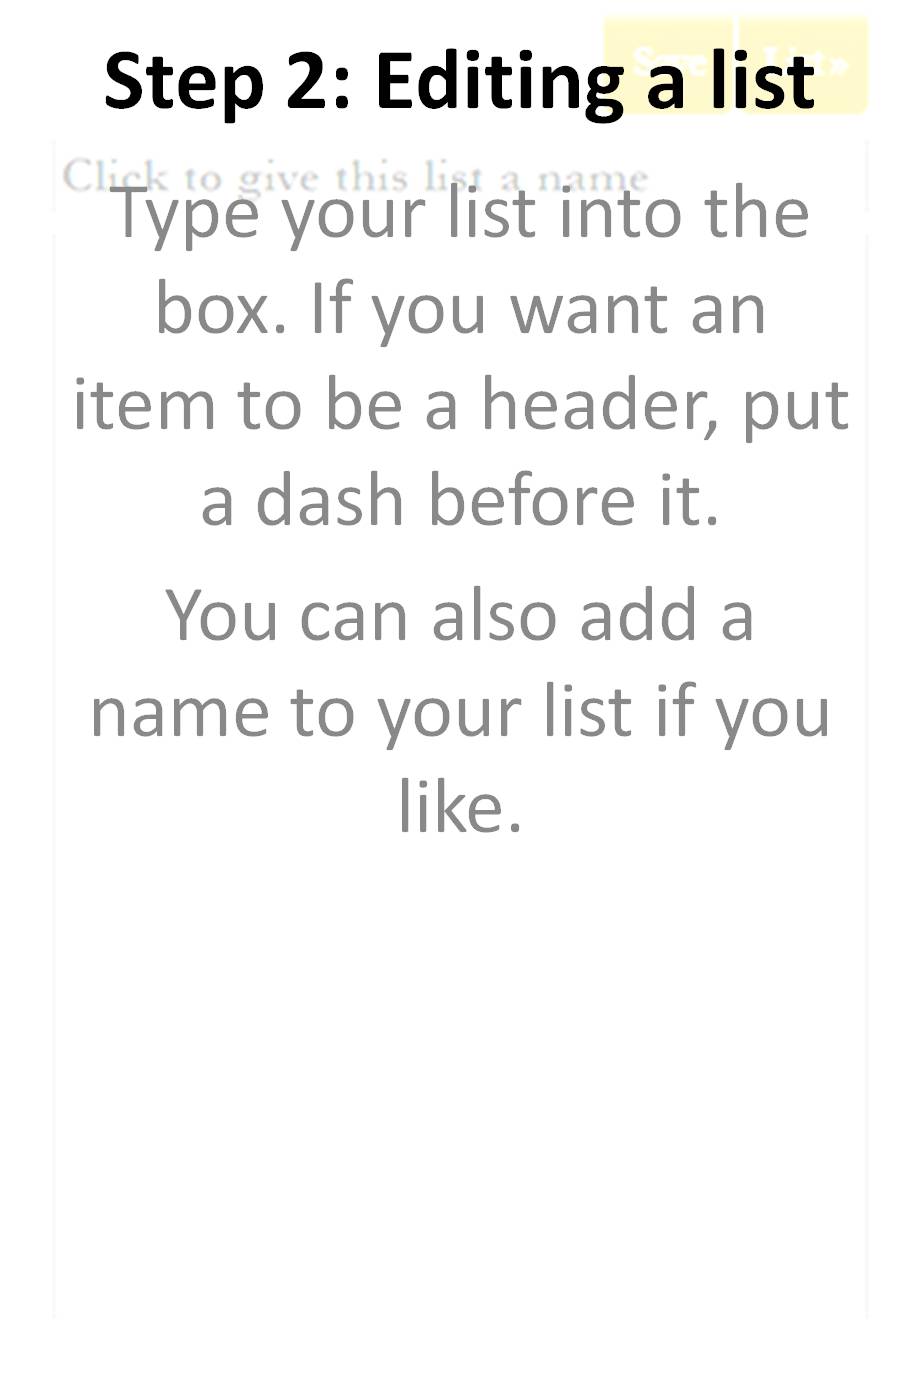 Save List»
Step 2: Editing a list
Click to give this list a name
Type your list into the
box. If you want an
item to be a header, put
a dash before it.
You can also add a
name to your list if you
like.